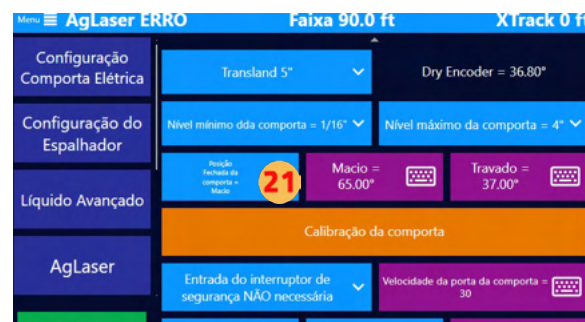 Menu AgLaser ERRO Faixa 90.0 ft XTrack 0 ft
Configuração
Comporta Elétrica
Transland 5"
Dry Encoder = 36.80°
Configuração do
Espalhador
Nível mínimo dda comporta = 1/16"
Nível máximo da comporta = 4"
Líquido Avançado
Posição
Fechada da
comporta =
Macio
21
Macio =
65.00°
Travado =
37.00°
Calibração da comporta
AgLaser
Entrada do interruptor de
segurança NÃO necessária
Velocidade da porta da comporta =
30